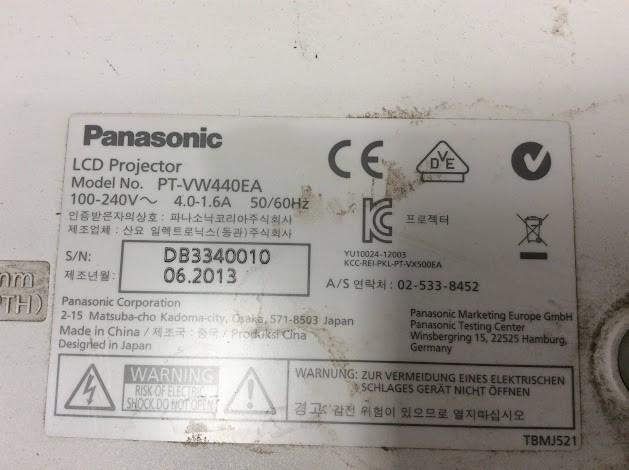 Panasonic
LCD Projector
Model No. PT-VW440EA
100-240V～ 4.0-1.6A 50/60Hz
인증받은자의상호 : 파나소닉코리아주식회사
제조업체 : 산요 일렉트로닉스(동관)주식회사
S/N: DB3340010
제조년월: 06.2013
DVE
프로젝터
YU10024-12003
KCC-REI-PKL-PT-VX500EA
A/S 연락처 : 02-533-8452
mm
PTH)
Panasonic Corporation
2-15 Matsuba-cho Kadoma-city, Osaka, 571-8503 Japan
Made in China / 제조국 : 중국 / Produksi Cina
Designed in Japan
Panasonic Marketing Europe GmbH
Panasonic Testing Center
Winsbergring 15, 22525 Hamburg,
Germany
WARNING
RISK OF ELECTRIC
SHOCK.DO NOT OPEN
WARNUNG: ZUR VERMEIDUNG EINES ELEKTRISCHEN
SCHLAGES GERÄT NICHT ÖFFNEN
경고: 감전 위험이 있으므로 열지마십시오
TBMJ521